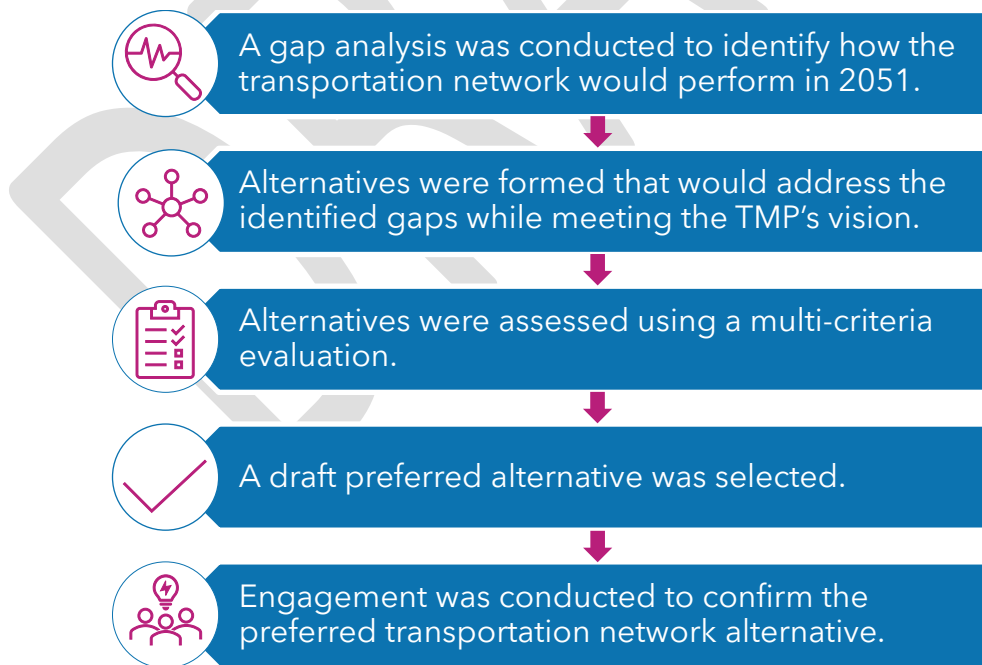 A gap analysis was conducted to identify how the
transportation network would perform in 2051.
Alternatives were formed that would address the
identified gaps while meeting the TMP's vision.
Alternatives were assessed using a multi-criteria
evaluation.
A draft preferred alternative was selected.
Engagement was conducted to confirm the
preferred transportation network alternative.